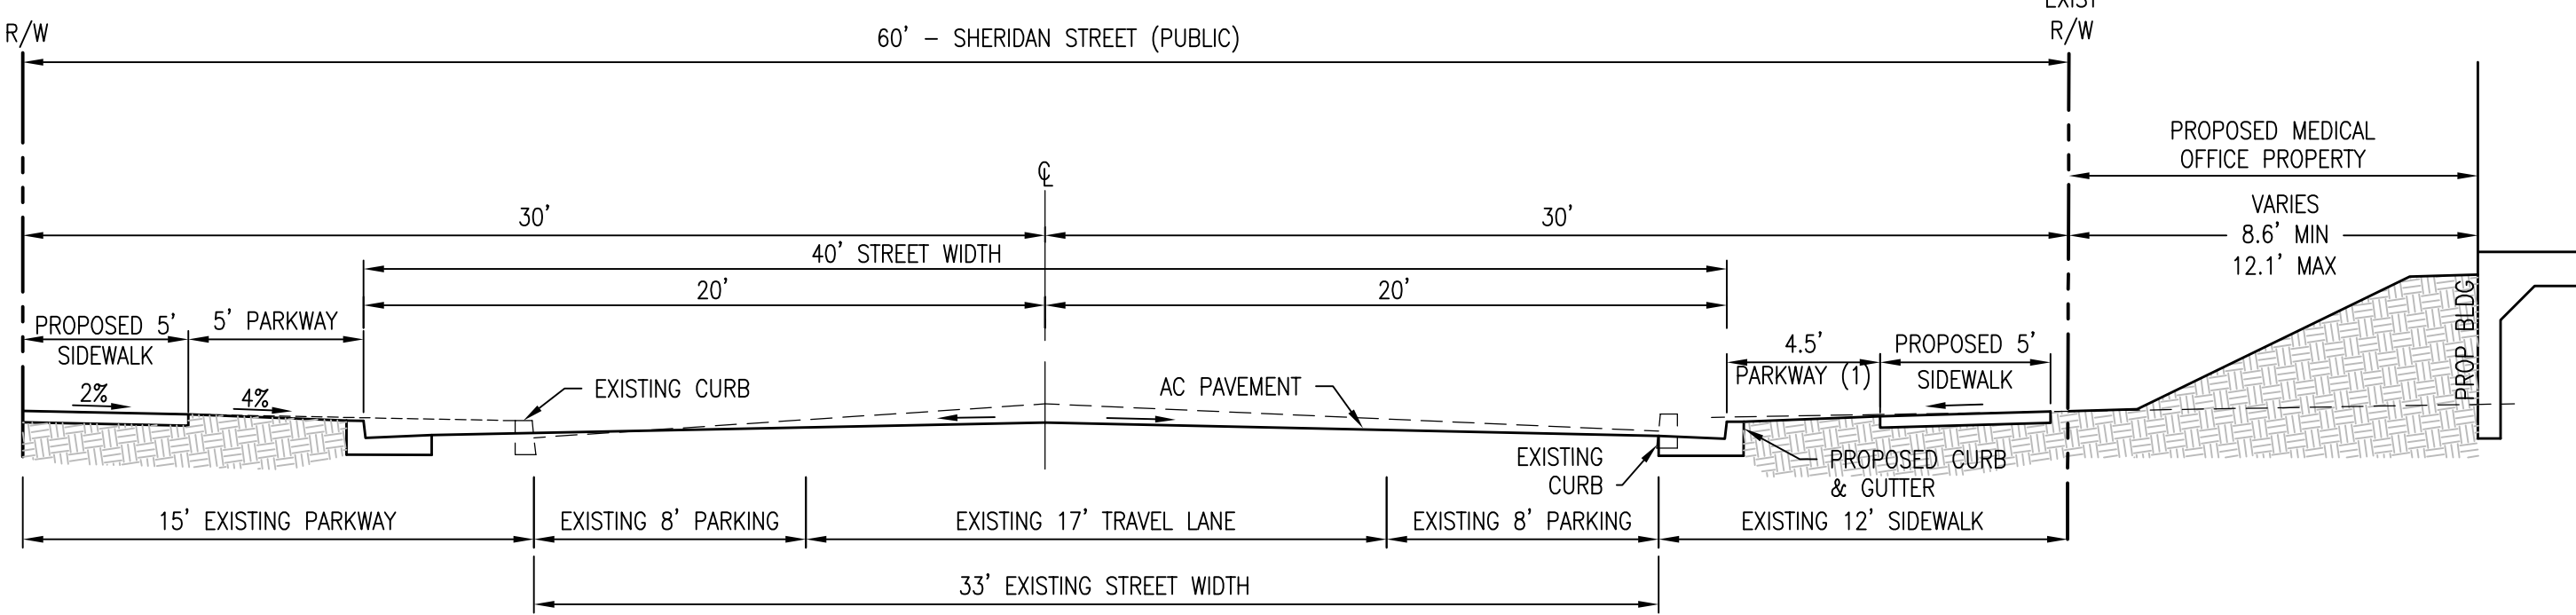 EXIST
R/W
R/W
60' - SHERIDAN STREET (PUBLIC)
PROPOSED MEDICAL
OFFICE PROPERTY
℄
30'
30'
VARIES
8.6' MIN
12.1' MAX
40' STREET WIDTH
20'
20'
PROPOSED 5'
SIDEWALK
5' PARKWAY
4.5'
PARKWAY (1)
PROPOSED 5'
SIDEWALK
PROP BLDG
2%
4%
EXISTING CURB
AC PAVEMENT
EXISTING
CURB
PROPOSED CURB
& GUTTER
15' EXISTING PARKWAY
EXISTING 8' PARKING
EXISTING 17' TRAVEL LANE
EXISTING 8' PARKING
EXISTING 12' SIDEWALK
33' EXISTING STREET WIDTH